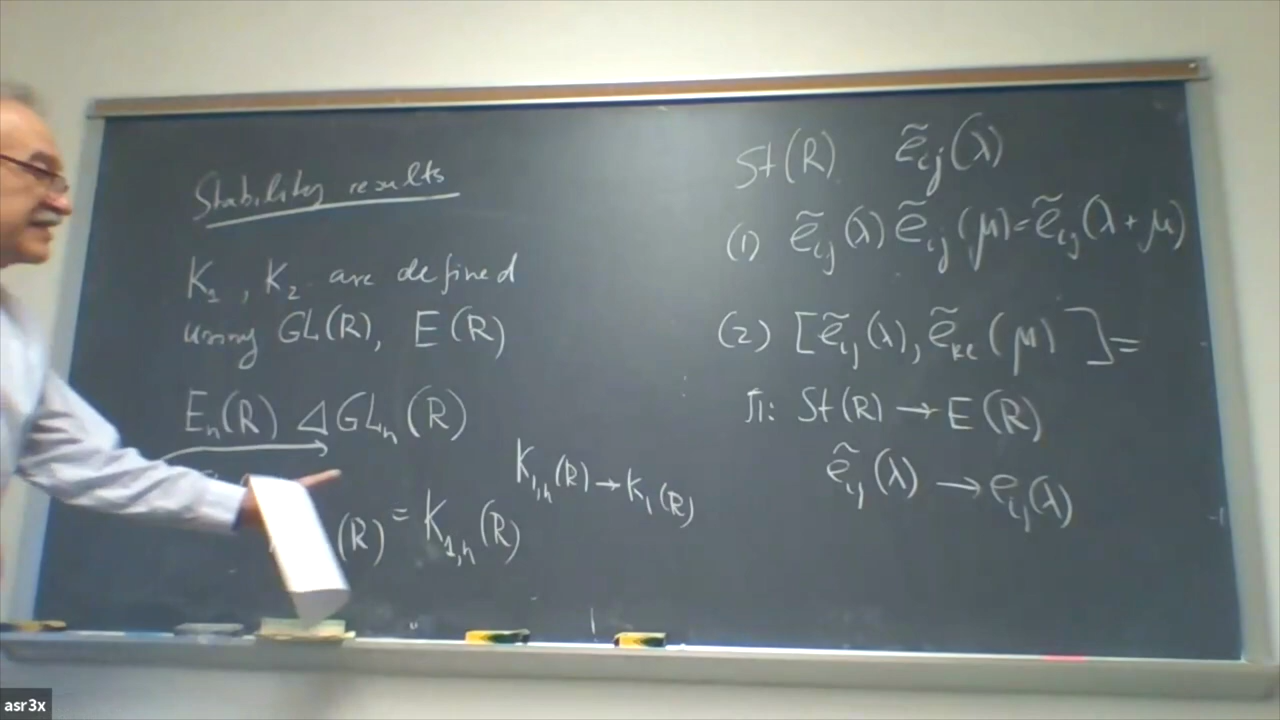 Stability results
K₁, K₂ are defined
using GL(R), E(R)
Eₙ(R) ⊲ GLₙ(R)
K₁,ₙ(R) → K₁(R)
(R) = K₁,ₙ(R)
St(R) ẽᵢⱼ(λ)
(1) ẽᵢⱼ(λ) ẽᵢⱼ(μ) = ẽᵢⱼ(λ + μ)
(2) [ẽᵢⱼ(λ), ẽₖₗ(μ)] =
π: St(R) → E(R)
ẽᵢⱼ(λ) → eᵢⱼ(λ)
asr3x